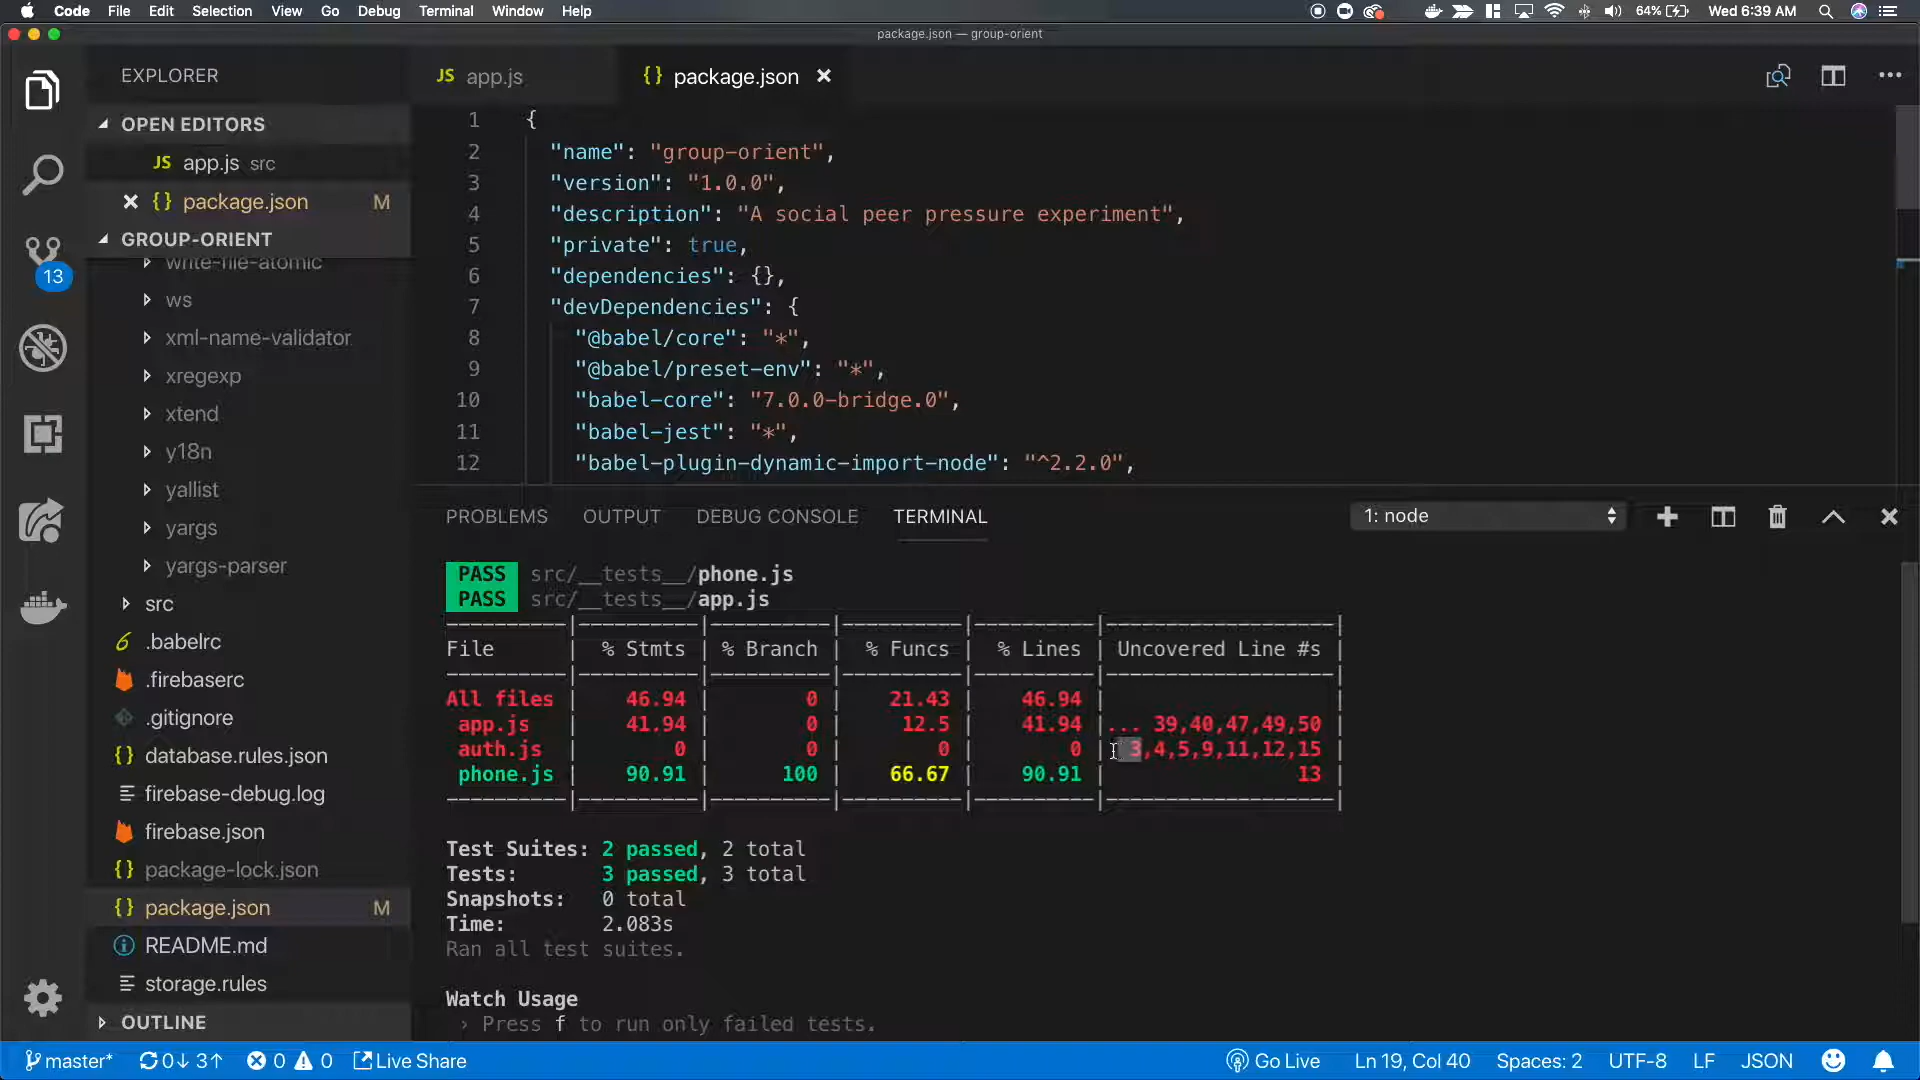 Code File Edit Selection View Go Debug Terminal Window Help 64% Wed 6:39 AM
package.json — group-orient
EXPLORER
OPEN EDITORS
JS app.js src
{} package.json M
GROUP-ORIENT
write-file-atomic
ws
xml-name-validator
xregexp
xtend
y18n
yallist
yargs
yargs-parser
src
.babelrc
.firebaserc
.gitignore
{} database.rules.json
firebase-debug.log
firebase.json
{} package-lock.json
{} package.json M
README.md
storage.rules
OUTLINE
13
JS app.js {} package.json
1 {
2 "name": "group-orient",
3 "version": "1.0.0",
4 "description": "A social peer pressure experiment",
5 "private": true,
6 "dependencies": {},
7 "devDependencies": {
8 "@babel/core": "*",
9 "@babel/preset-env": "*",
10 "babel-core": "7.0.0-bridge.0",
11 "babel-jest": "*",
12 "babel-plugin-dynamic-import-node": "^2.2.0",
PROBLEMS OUTPUT DEBUG CONSOLE TERMINAL 1: node
PASS src/__tests__/phone.js
PASS src/__tests__/app.js
File | % Stmts | % Branch | % Funcs | % Lines | Uncovered Line #s |
All files | 46.94 | 0 | 21.43 | 46.94 | |
app.js | 41.94 | 0 | 12.5 | 41.94 |... 39,40,47,49,50 |
auth.js | 0 | 0 | 0 | 0 | 3,4,5,9,11,12,15 |
phone.js | 90.91 | 100 | 66.67 | 90.91 | 13 |
Test Suites: 2 passed, 2 total
Tests: 3 passed, 3 total
Snapshots: 0 total
Time: 2.083s
Ran all test suites.
Watch Usage
› Press f to run only failed tests.
master* 0↓ 3↑ 0 0 Live Share Go Live Ln 19, Col 40 Spaces: 2 UTF-8 LF JSON